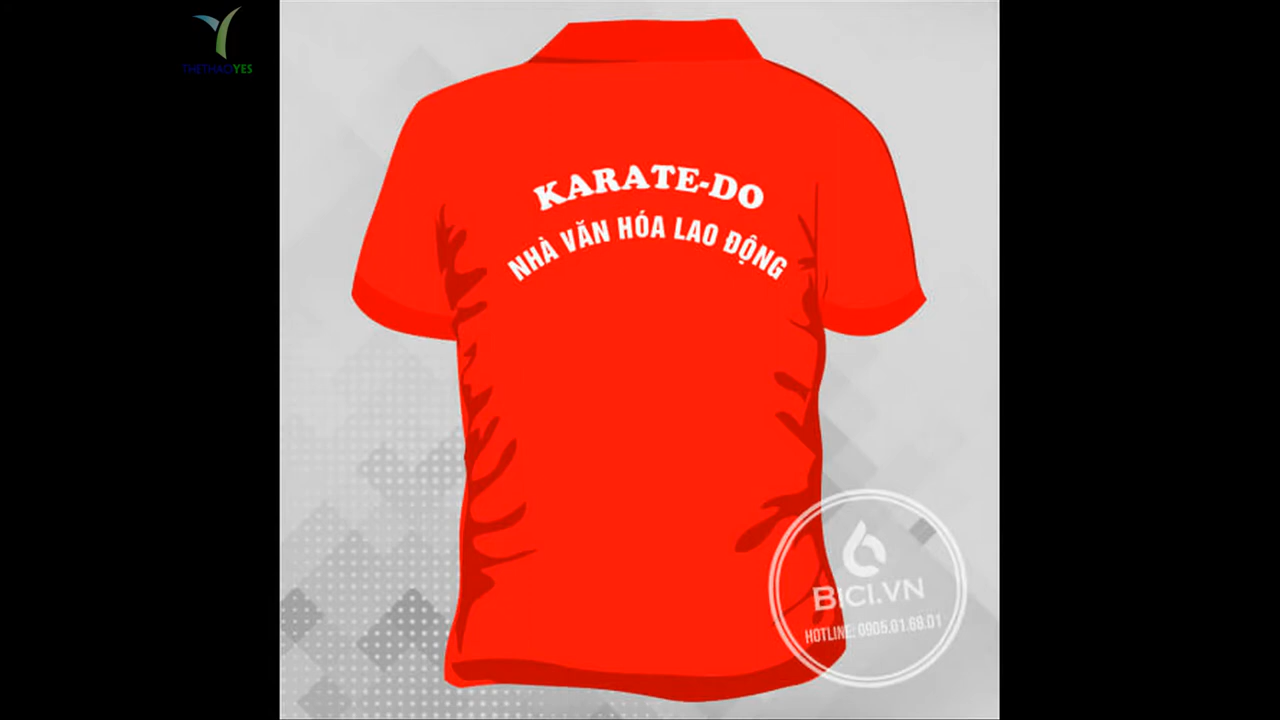 THETHAOYES
KARATE-DO
NHÀ VĂN HÓA LAO ĐỘNG
BICI.VN
HOTLINE: 0905.01.68.01